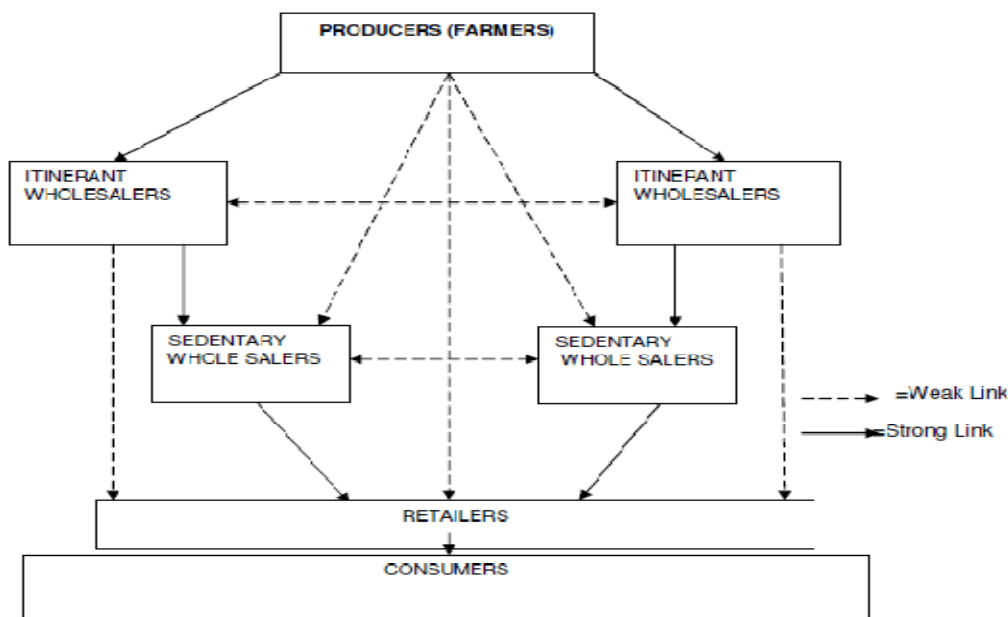 PRODUCERS (FARMERS)
ITINERANT
WHOLESALERS
ITINERANT
WHOLESALERS
SEDENTARY
WHOLE SALERS
SEDENTARY
WHOLE SALERS
=Weak Link
=Strong Link
RETAILERS
CONSUMERS